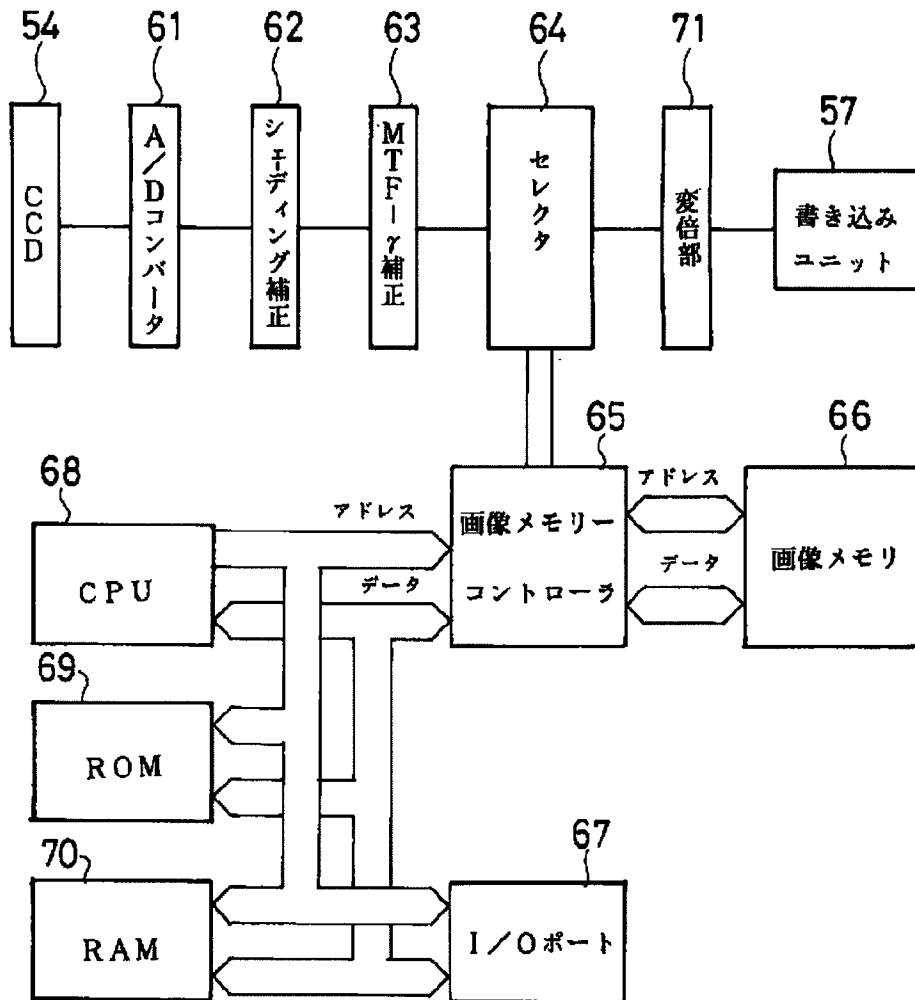 54
61
62
63
64
71
57
CCD
A/Dコンバータ
シェーディング補正
MTF-γ補正
セレクタ
変倍部
書き込み
ユニット
68
65
66
CPU
アドレス
データ
画像メモリー
コントローラ
アドレス
データ
画像メモリ
69
ROM
70
RAM
67
I/Oポート